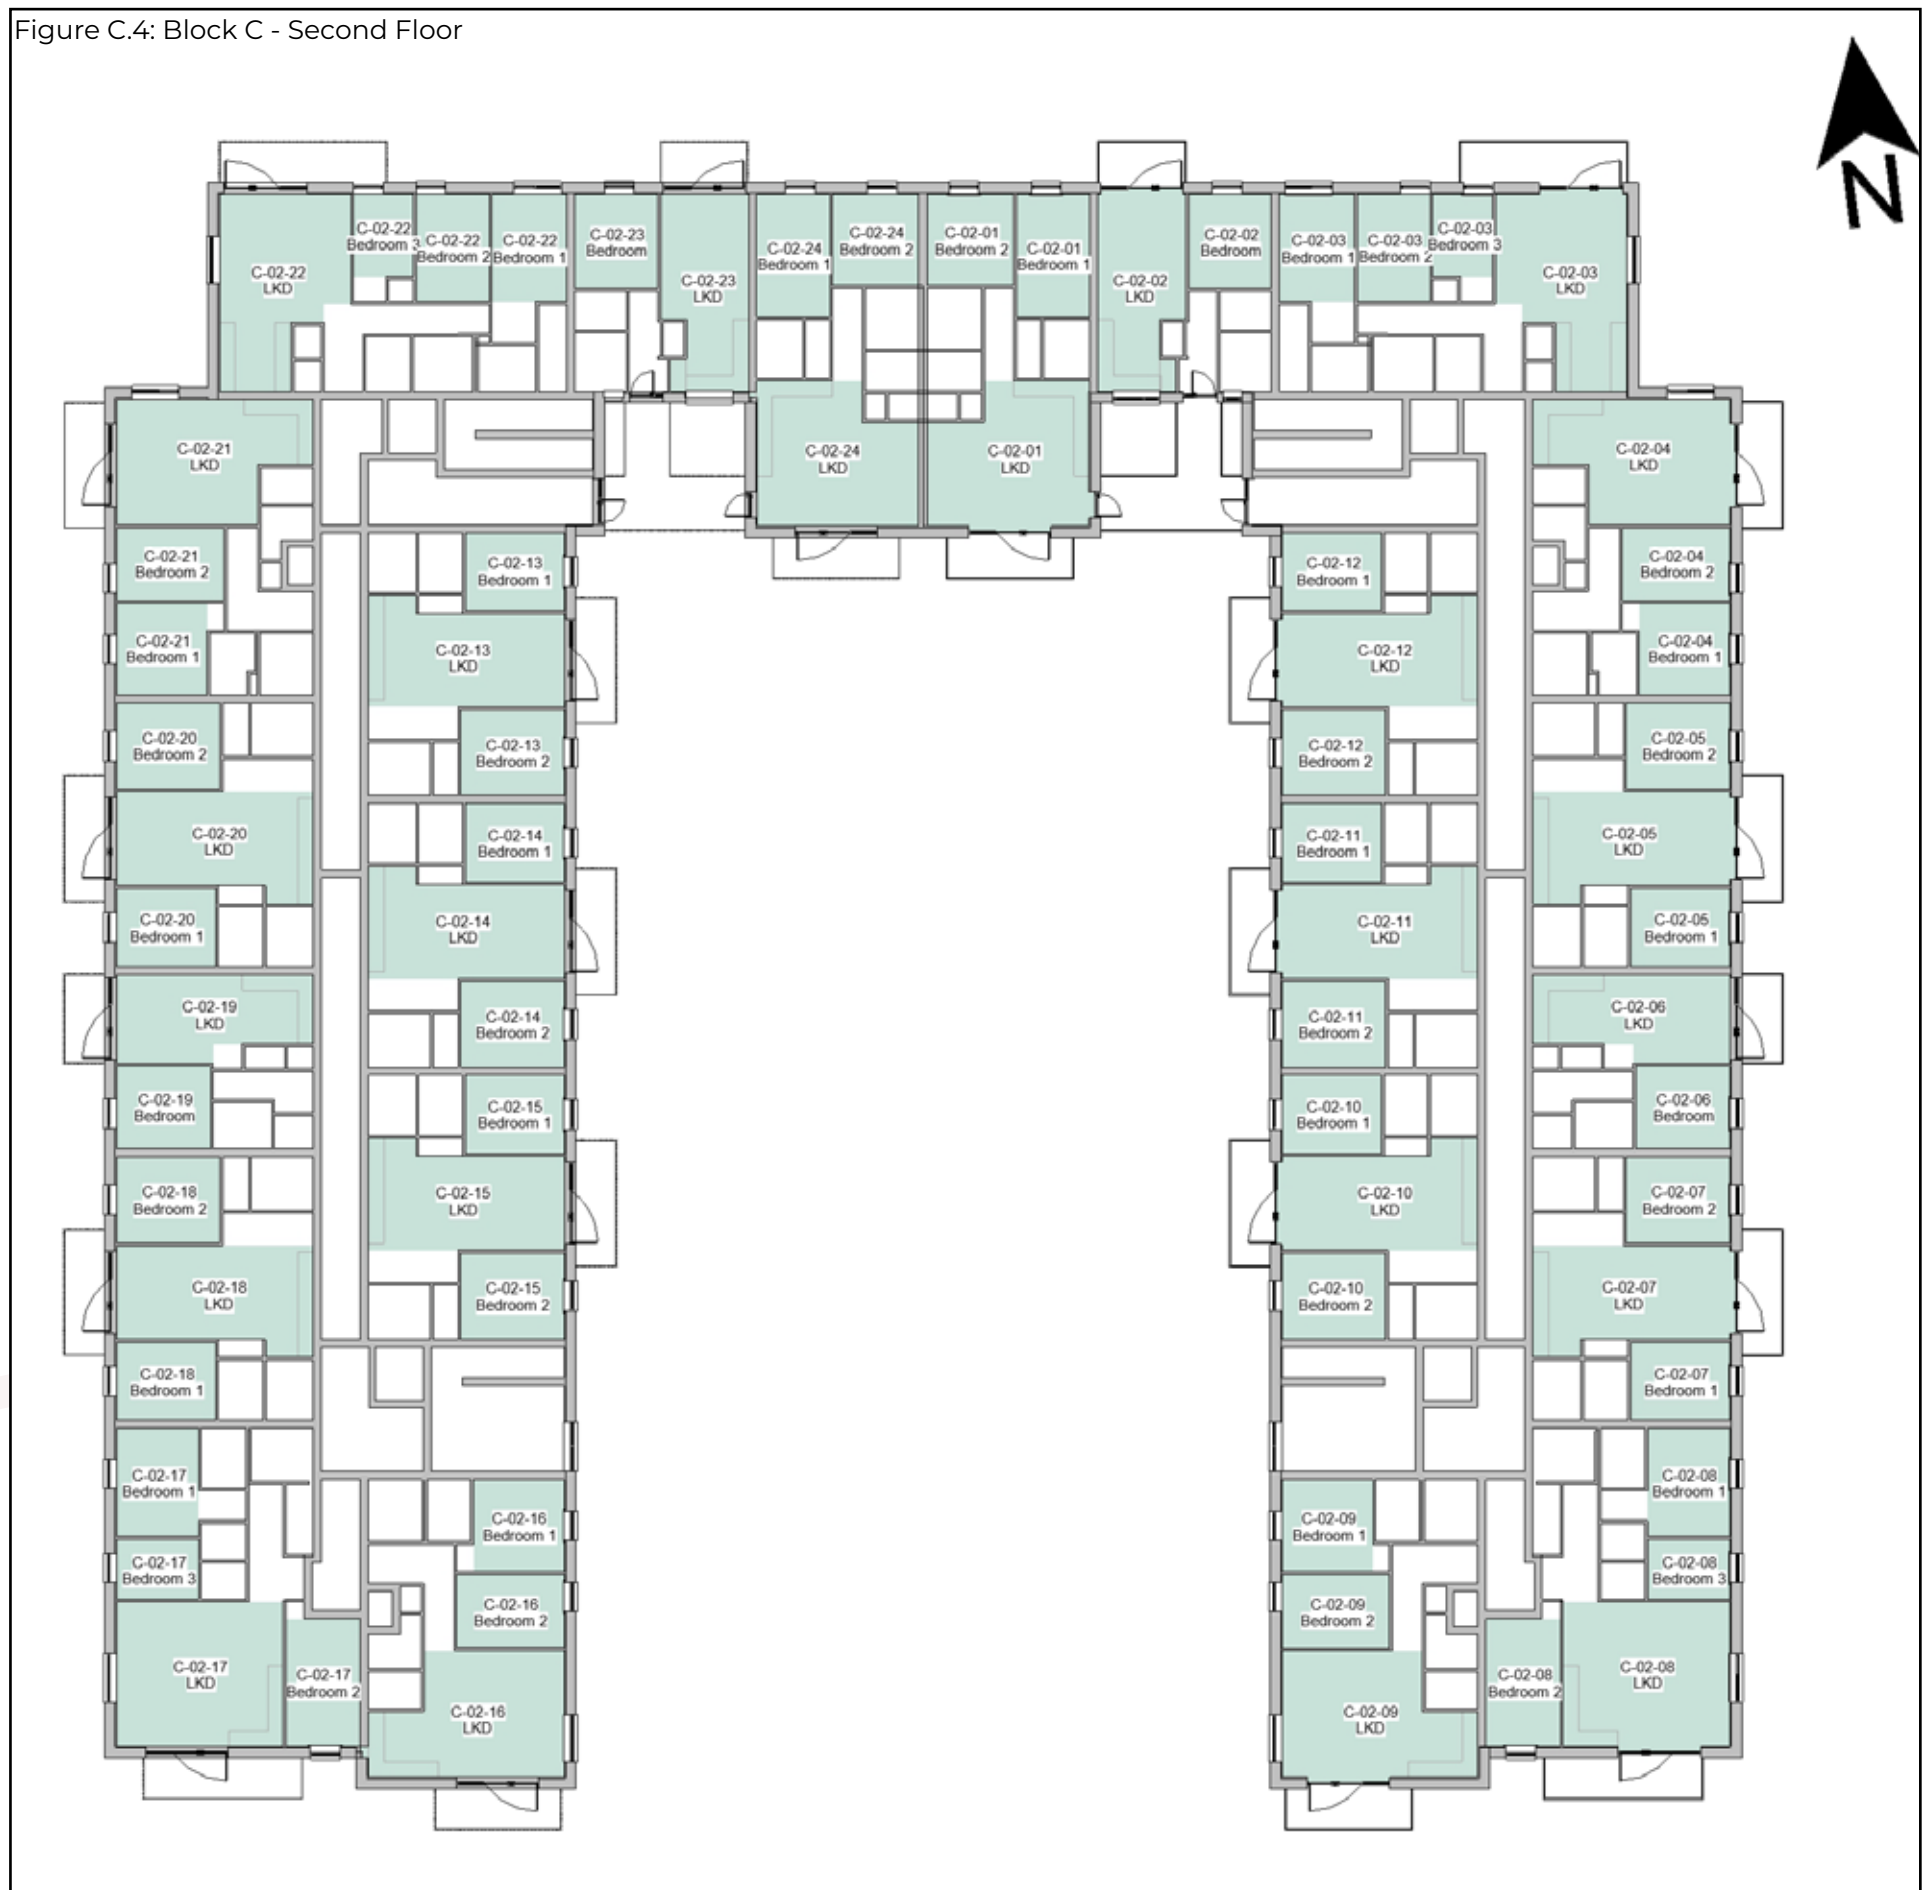 Figure C.4: Block C - Second Floor
N
C-02-22
LKD
C-02-22
Bedroom 3
C-02-22
Bedroom 2
C-02-22
Bedroom 1
C-02-23
Bedroom
C-02-23
LKD
C-02-24
Bedroom 1
C-02-24
Bedroom 2
C-02-01
Bedroom 2
C-02-01
Bedroom 1
C-02-02
LKD
C-02-02
Bedroom
C-02-03
Bedroom 1
C-02-03
Bedroom 2
C-02-03
Bedroom 3
C-02-03
LKD
C-02-21
LKD
C-02-24
LKD
C-02-01
LKD
C-02-04
LKD
C-02-21
Bedroom 2
C-02-13
Bedroom 1
C-02-12
Bedroom 1
C-02-04
Bedroom 2
C-02-21
Bedroom 1
C-02-13
LKD
C-02-12
LKD
C-02-04
Bedroom 1
C-02-20
Bedroom 2
C-02-13
Bedroom 2
C-02-12
Bedroom 2
C-02-05
Bedroom 2
C-02-20
LKD
C-02-14
Bedroom 1
C-02-11
Bedroom 1
C-02-05
LKD
C-02-20
Bedroom 1
C-02-14
LKD
C-02-11
LKD
C-02-05
Bedroom 1
C-02-19
LKD
C-02-14
Bedroom 2
C-02-11
Bedroom 2
C-02-06
LKD
C-02-19
Bedroom
C-02-15
Bedroom 1
C-02-10
Bedroom 1
C-02-06
Bedroom
C-02-18
Bedroom 2
C-02-15
LKD
C-02-10
LKD
C-02-07
Bedroom 2
C-02-18
LKD
C-02-15
Bedroom 2
C-02-10
Bedroom 2
C-02-07
LKD
C-02-18
Bedroom 1
C-02-07
Bedroom 1
C-02-17
Bedroom 1
C-02-16
Bedroom 1
C-02-09
Bedroom 1
C-02-08
Bedroom 1
C-02-17
Bedroom 3
C-02-16
Bedroom 2
C-02-09
Bedroom 2
C-02-08
Bedroom 3
C-02-17
LKD
C-02-17
Bedroom 2
C-02-16
LKD
C-02-09
LKD
C-02-08
Bedroom 2
C-02-08
LKD